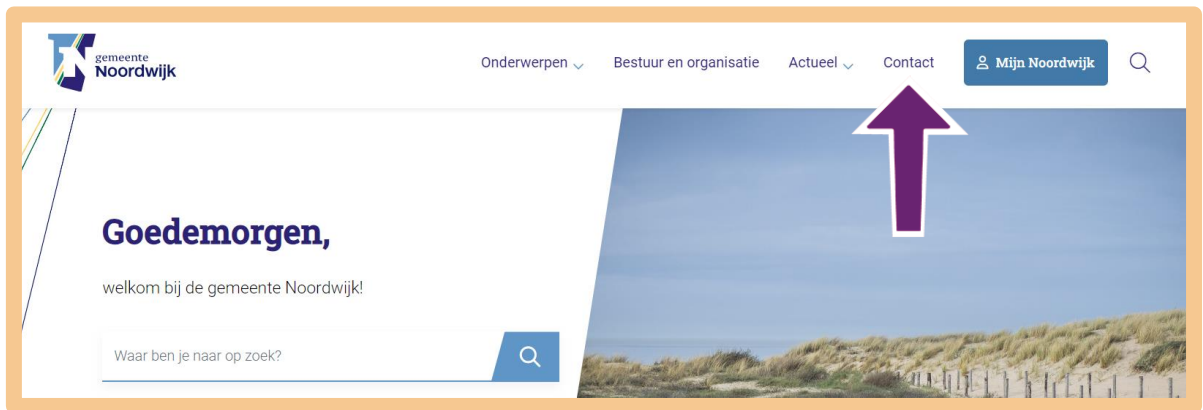 gemeente
Noordwijk
Onderwerpen Bestuur en organisatie Actueel Contact Mijn Noordwijk
Goedemorgen,
welkom bij de gemeente Noordwijk!
Waar ben je naar op zoek?